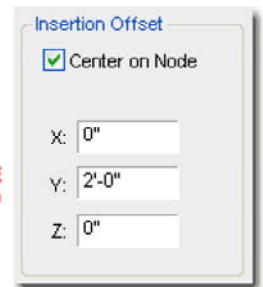 Insertion Offset
Center on Node
X: 0"
Y: 2'-0"
Z: 0"